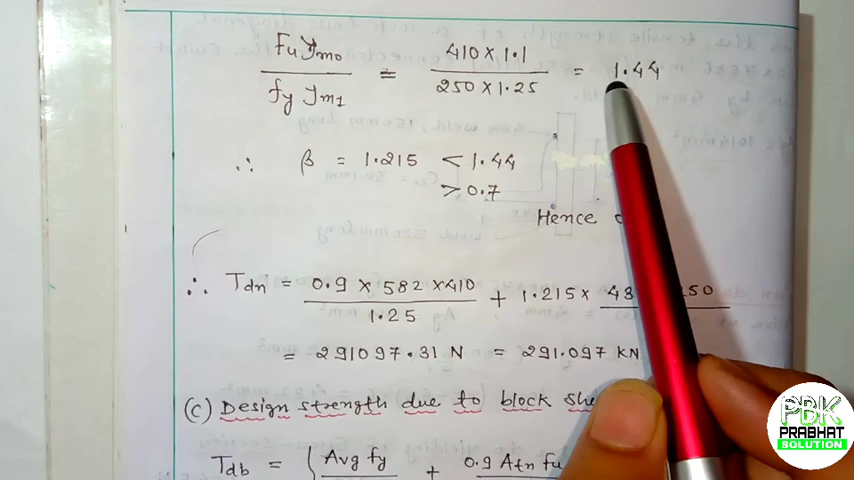 Fu γm0 / fy γm1 = 410 × 1.1 / 250 × 1.25 = 1.44
∴ β = 1.215 < 1.44
> 0.7
Hence
∴ Tdn = 0.9 × 582 × 410 / 1.25 + 1.215 ×
= 291097.31 N = 291.097 KN
(c) Design strength due to block
Tdb = { Avg fy + 0.9 Atn fu
PBK
PRABHAT
SOLUTION